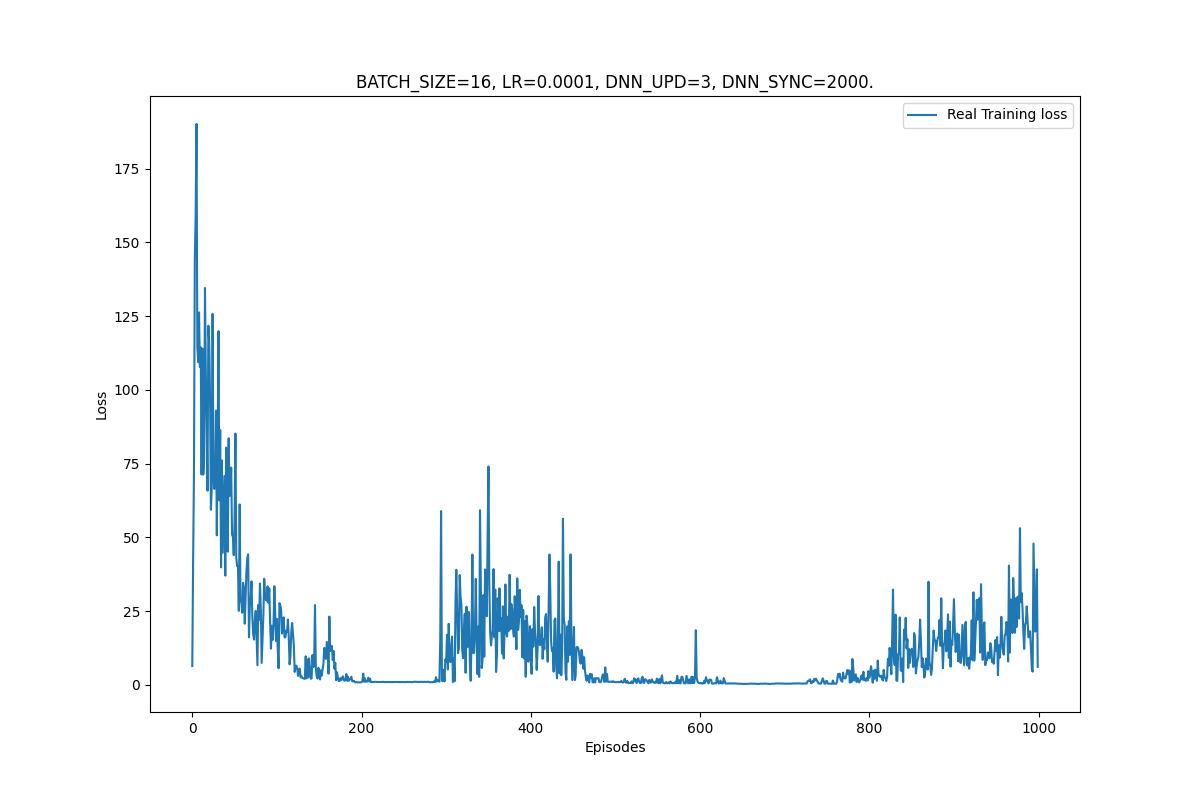 BATCH_SIZE=16, LR=0.0001, DNN_UPD=3, DNN_SYNC=2000.
Real Training loss
175
150
125
100
75
50
25
0
Loss
0 200 400 600 800 1000
Episodes